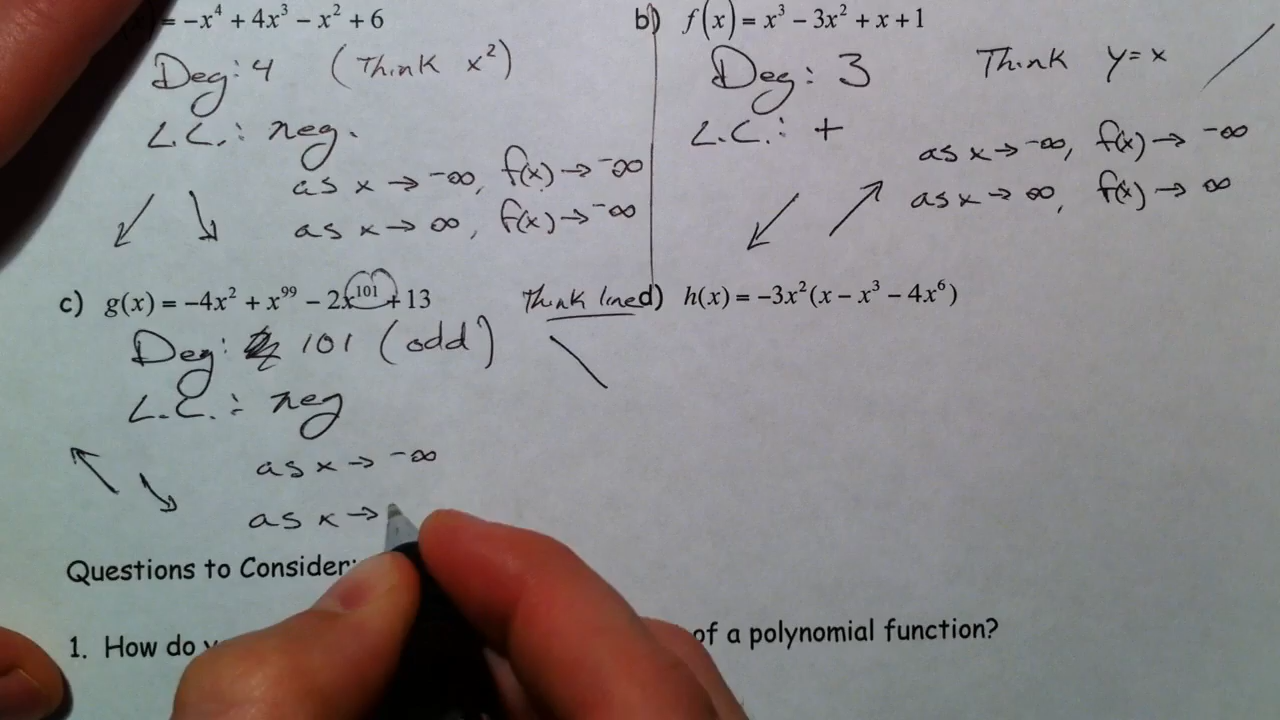 = −x⁴ + 4x³ − x² + 6
Deg: 4 (Think x²)
L.C.: neg.
as x → ⁻∞, f(x) → ⁻∞
as x → ∞, f(x) → ⁻∞
b) f(x) = x³ − 3x² + x + 1
Deg: 3 Think y=x
L.C.: +
as x → ⁻∞, f(x) → ⁻∞
as x → ∞, f(x) → ∞
c) g(x) = −4x² + x⁹⁹ − 2x¹⁰¹ + 13
Think line
Deg: 101 (odd)
L.C.: neg
as x → ⁻∞
as x →
d) h(x) = −3x²(x − x³ − 4x⁶)
Questions to Consider:
1. How do of a polynomial function?